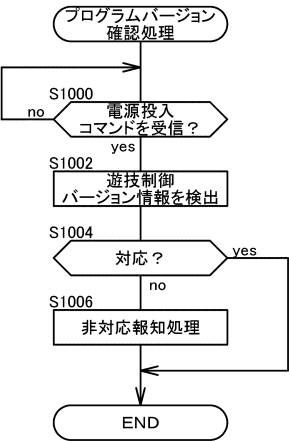 プログラムバージョン
確認処理
S1000
電源投入
コマンドを受信？
no
yes
S1002
遊技制御
バージョン情報を検出
S1004
対応？
yes
no
S1006
非対応報知処理
END